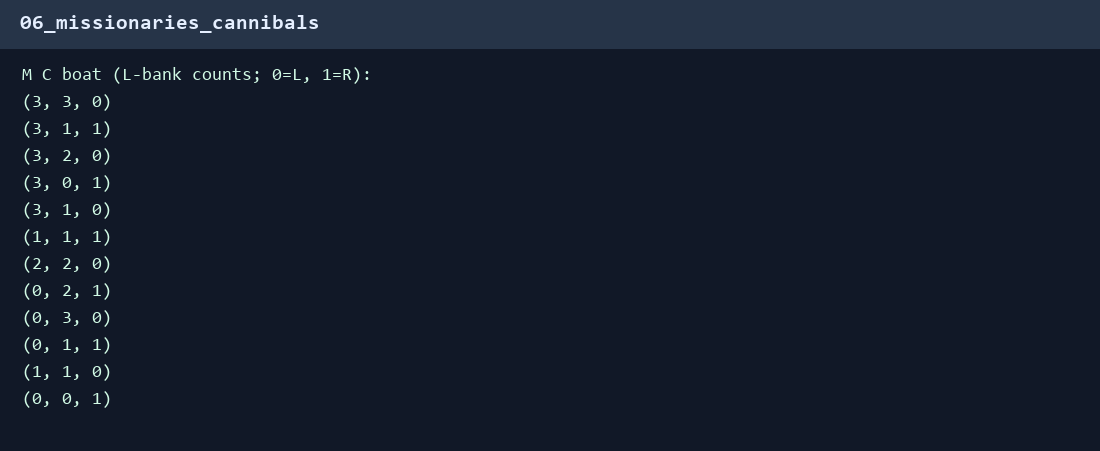 06_missionaries_cannibals
M C boat (L-bank counts; 0=L, 1=R):
(3, 3, 0)
(3, 1, 1)
(3, 2, 0)
(3, 0, 1)
(3, 1, 0)
(1, 1, 1)
(2, 2, 0)
(0, 2, 1)
(0, 3, 0)
(0, 1, 1)
(1, 1, 0)
(0, 0, 1)